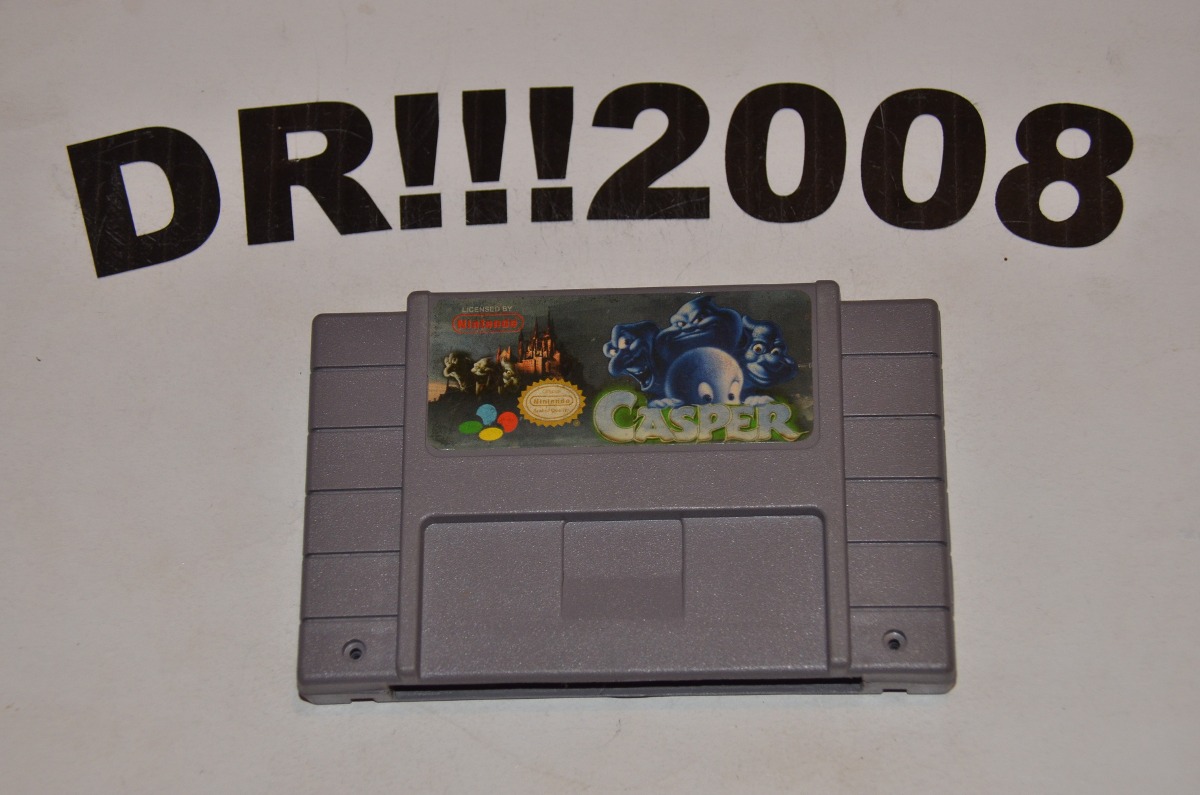 DR!!!2008
LICENSED BY
Nintendo
Nintendo
CASPER